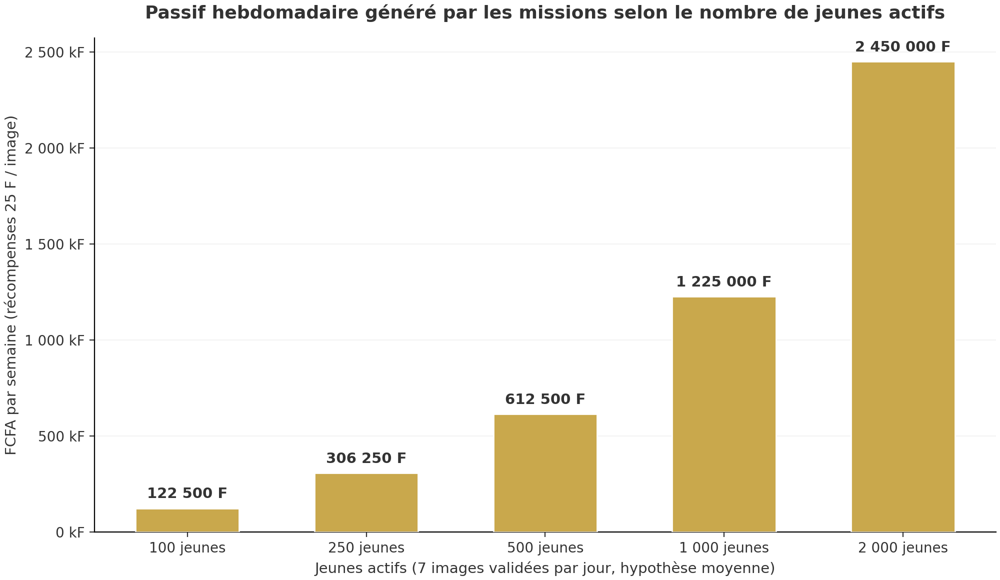 Passif hebdomadaire généré par les missions selon le nombre de jeunes actifs
FCFA par semaine (récompenses 25 F / image)
2 500 kF
2 000 kF
1 500 kF
1 000 kF
500 kF
0 kF
122 500 F
306 250 F
612 500 F
1 225 000 F
2 450 000 F
100 jeunes
250 jeunes
500 jeunes
1 000 jeunes
2 000 jeunes
Jeunes actifs (7 images validées par jour, hypothèse moyenne)